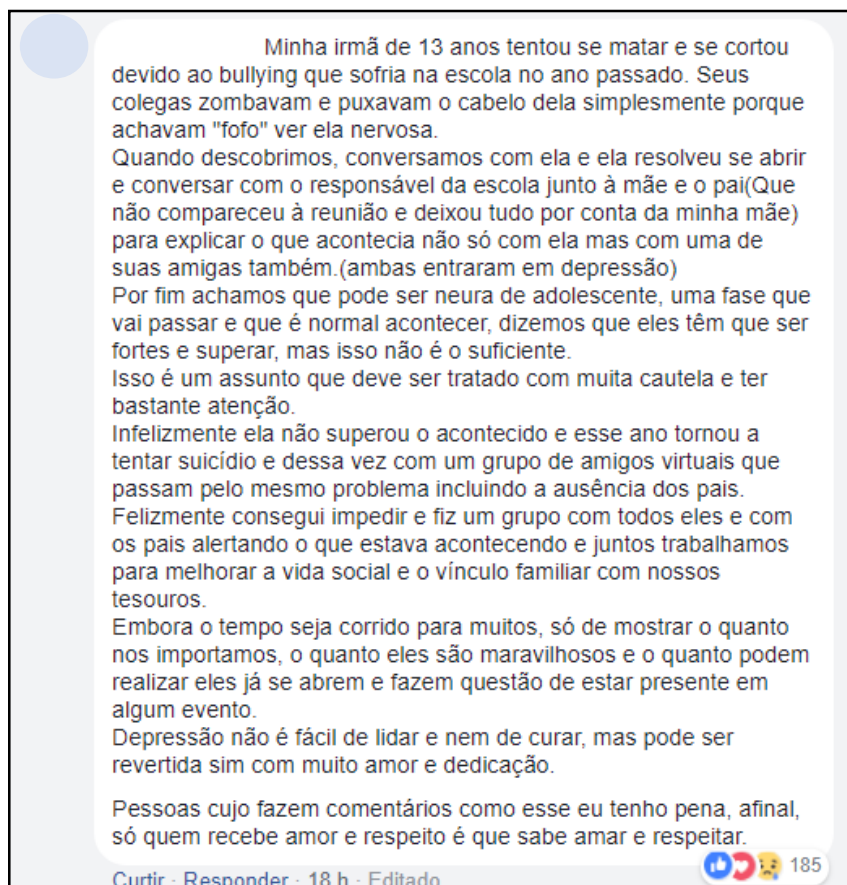 Minha irmã de 13 anos tentou se matar e se cortou
devido ao bullying que sofria na escola no ano passado. Seus
colegas zombavam e puxavam o cabelo dela simplesmente porque
achavam "fofo" ver ela nervosa.
Quando descobrimos, conversamos com ela e ela resolveu se abrir
e conversar com o responsável da escola junto à mãe e o pai(Que
não compareceu à reunião e deixou tudo por conta da minha mãe)
para explicar o que acontecia não só com ela mas com uma de
suas amigas também.(ambas entraram em depressão)
Por fim achamos que pode ser neura de adolescente, uma fase que
vai passar e que é normal acontecer, dizemos que eles têm que ser
fortes e superar, mas isso não é o suficiente.
Isso é um assunto que deve ser tratado com muita cautela e ter
bastante atenção.
Infelizmente ela não superou o acontecido e esse ano tornou a
tentar suicídio e dessa vez com um grupo de amigos virtuais que
passam pelo mesmo problema incluindo a ausência dos pais.
Felizmente consegui impedir e fiz um grupo com todos eles e com
os pais alertando o que estava acontecendo e juntos trabalhamos
para melhorar a vida social e o vínculo familiar com nossos
tesouros.
Embora o tempo seja corrido para muitos, só de mostrar o quanto
nos importamos, o quanto eles são maravilhosos e o quanto podem
realizar eles já se abrem e fazem questão de estar presente em
algum evento.
Depressão não é fácil de lidar e nem de curar, mas pode ser
revertida sim com muito amor e dedicação.
Pessoas cujo fazem comentários como esse eu tenho pena, afinal,
só quem recebe amor e respeito é que sabe amar e respeitar.
185
Curtir · Responder · 18 h · Editado